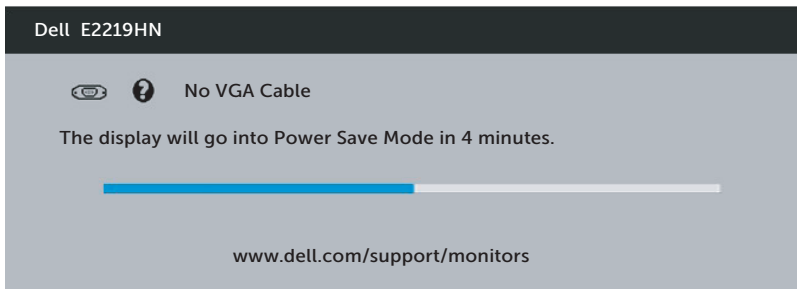 Dell E2219HN
No VGA Cable
The display will go into Power Save Mode in 4 minutes.
www.dell.com/support/monitors